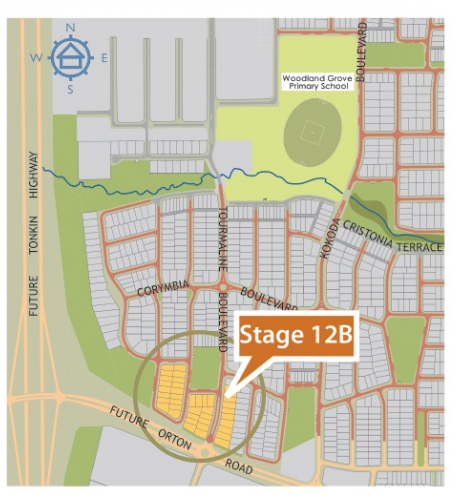 N
W E
S
BOULEVARD
Woodland Grove
Primary School
FUTURE TONKIN HIGHWAY
TOURMALINE BOULEVARD
KOKODA
CRISTONIA TERRACE
CORYMBIA BOULEVARD
Stage 12B
FUTURE ORTON ROAD